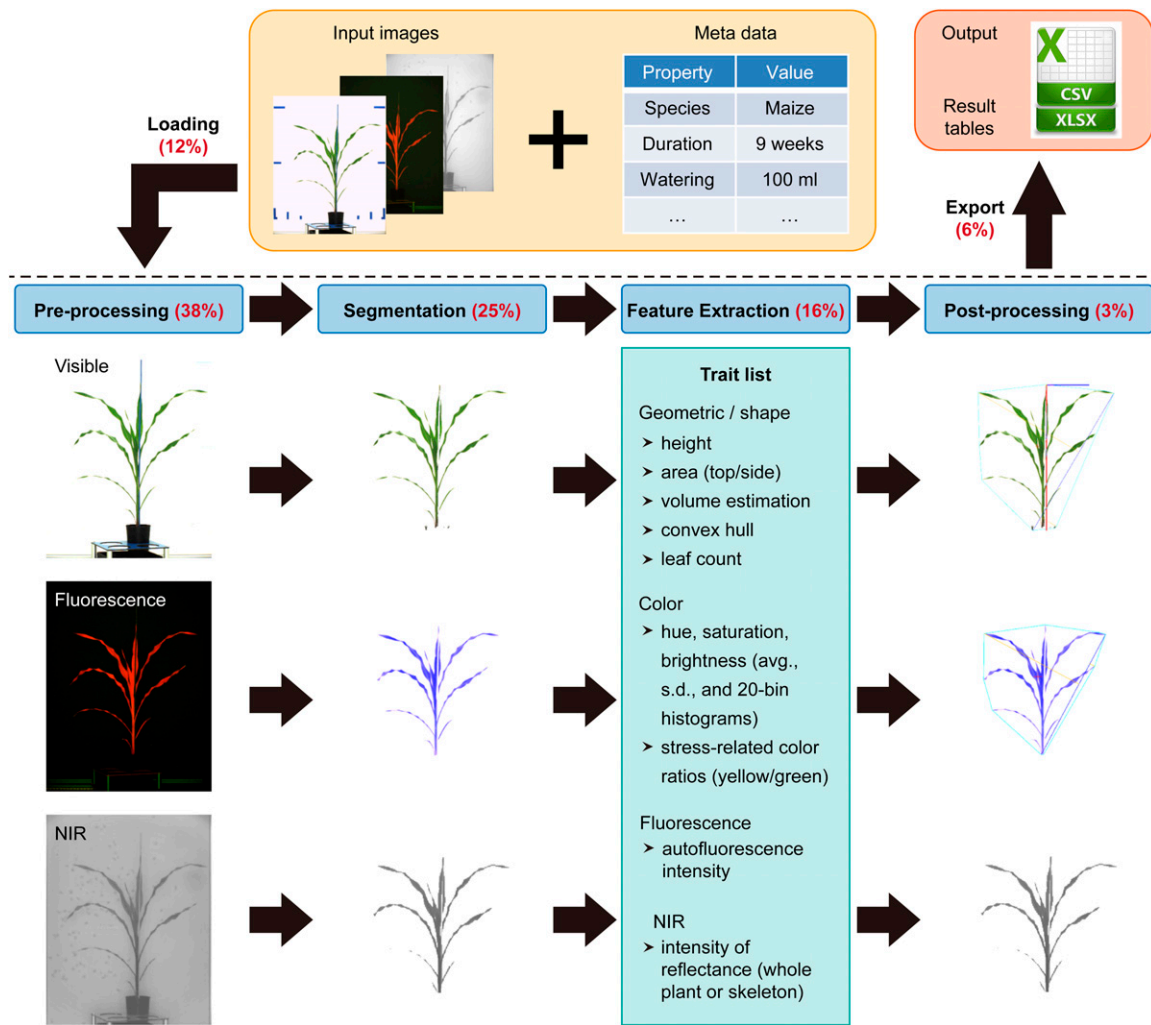 Input images
Meta data
Property Value
Species Maize
Duration 9 weeks
Watering 100 ml
... ...
Output
Result
tables
X
CSV
XLSX
Loading
(12%)
Export
(6%)
Pre-processing (38%)
Segmentation (25%)
Feature Extraction (16%)
Post-processing (3%)
Visible
Fluorescence
NIR
Trait list
Geometric / shape
➤ height
➤ area (top/side)
➤ volume estimation
➤ convex hull
➤ leaf count
Color
➤ hue, saturation,
brightness (avg.,
s.d., and 20-bin
histograms)
➤ stress-related color
ratios (yellow/green)
Fluorescence
➤ autofluorescence
intensity
NIR
➤ intensity of
reflectance (whole
plant or skeleton)